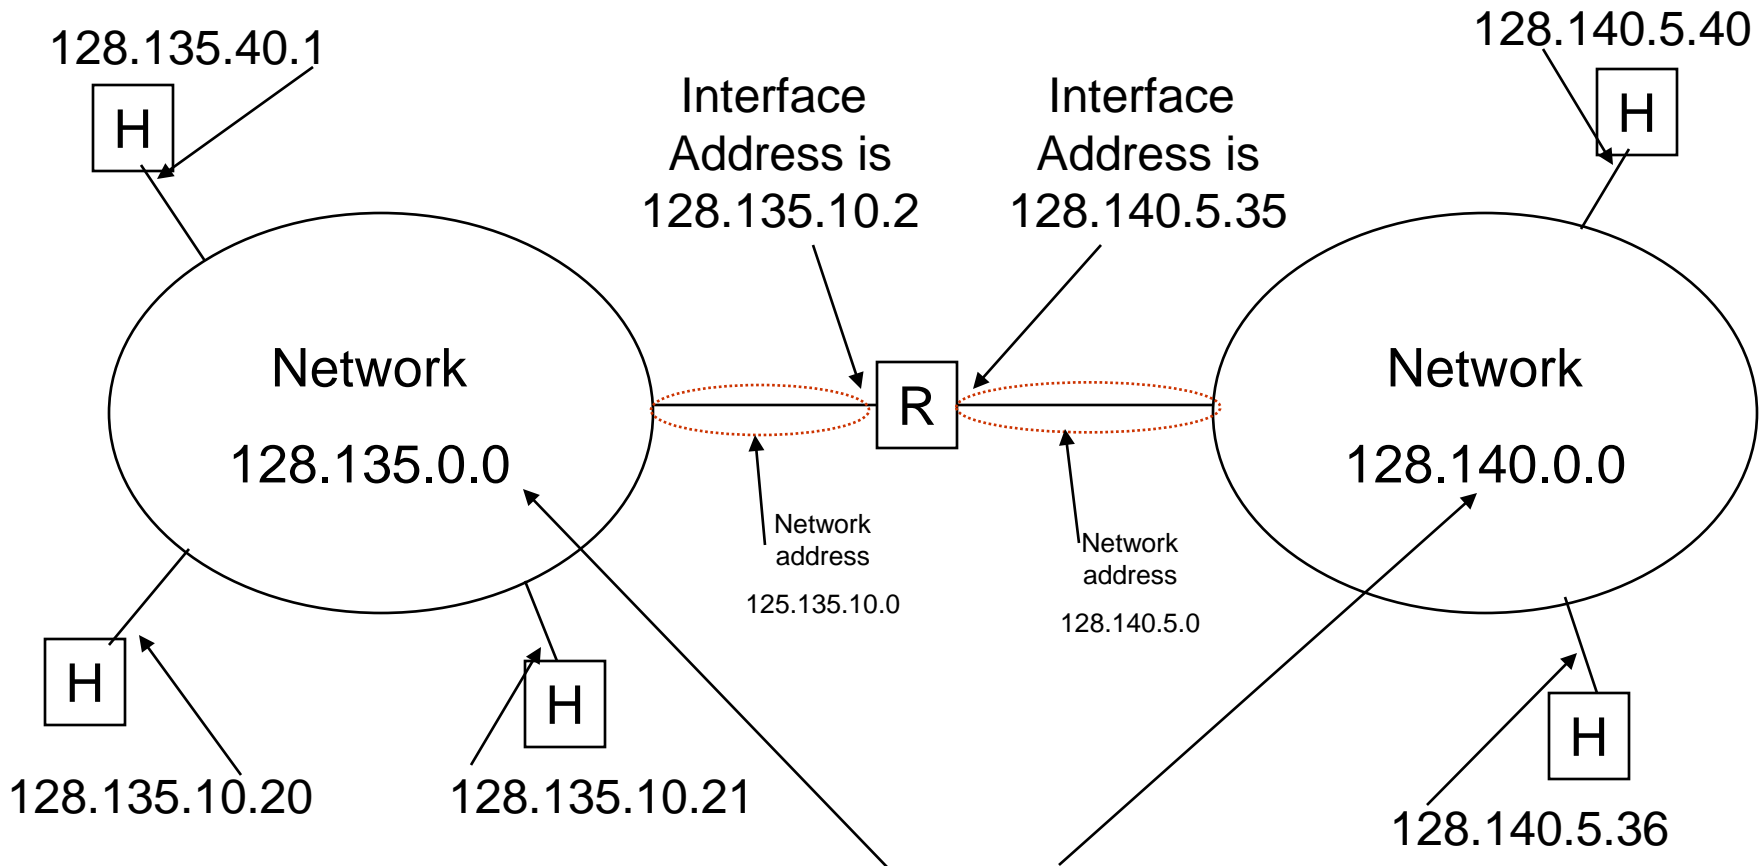 128.135.40.1
H
Interface
Address is
128.135.10.2
Interface
Address is
128.140.5.35
128.140.5.40
H
Network
128.135.0.0
R
Network
128.140.0.0
Network
address
125.135.10.0
Network
address
128.140.5.0
H
128.135.10.20
H
128.135.10.21
H
128.140.5.36